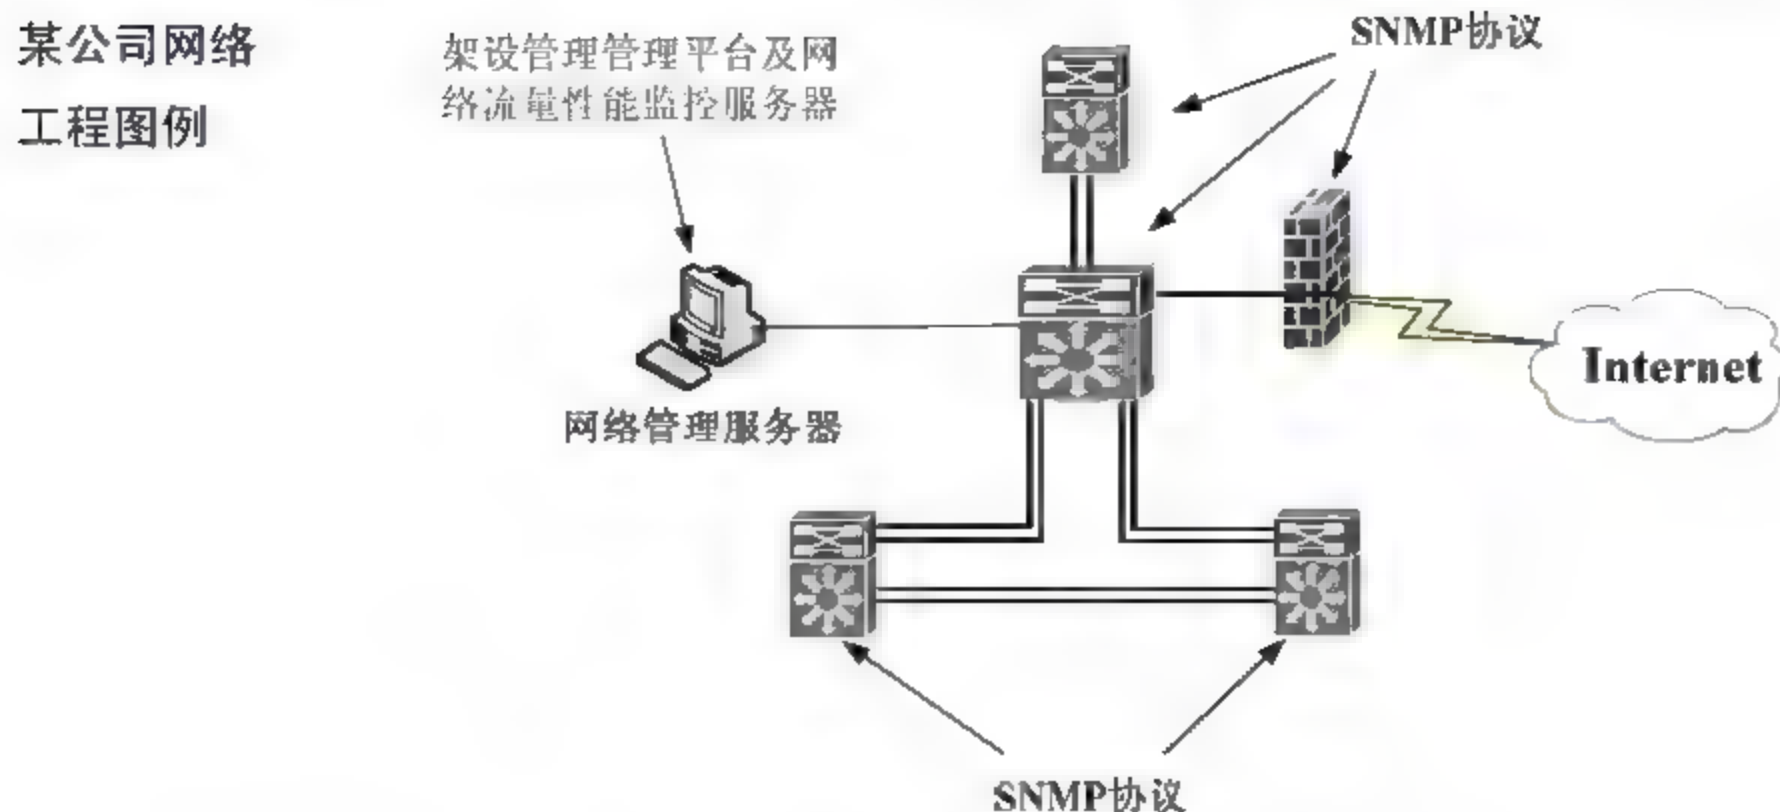 某公司网络
工程图例
架设管理管理平台及网
络流量性能监控服务器
SNMP协议
Internet
网络管理服务器
SNMP协议